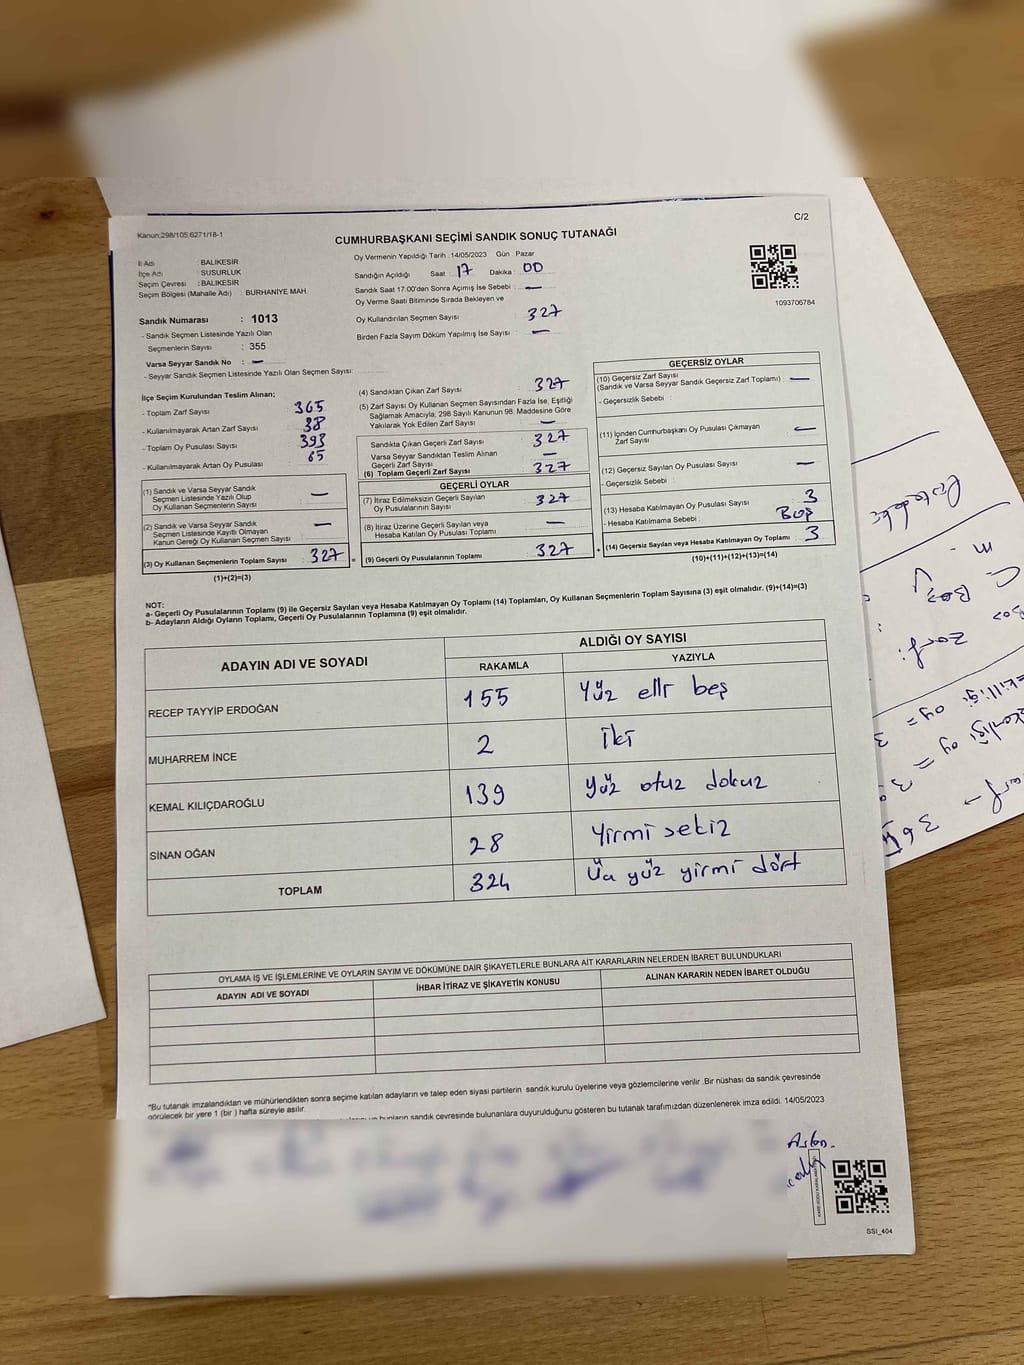 Kanun:298/105;6271/18-1
C/2
CUMHURBAŞKANI SEÇİMİ SANDIK SONUÇ TUTANAĞI
İl Adı : BALIKESİR
İlçe Adı : SUSURLUK
Seçim Çevresi : BALIKESİR
Seçim Bölgesi (Mahalle Adı) : BURHANİYE MAH.
Sandık Numarası : 1013
- Sandık Seçmen Listesinde Yazılı Olan
Seçmenlerin Sayısı : 355
Varsa Seyyar Sandık No : —
- Seyyar Sandık Seçmen Listesinde Yazılı Olan Seçmen Sayısı:
Oy Vermenin Yapıldığı Tarih : 14/05/2023 Gün : Pazar
Sandığın Açıldığı Saat : 17 Dakika : 00
Sandık Saat 17:00'den Sonra Açımış İse Sebebi : —
Oy Verme Saati Bitiminde Sırada Bekleyen ve
Oy Kullandırılan Seçmen Sayısı : 327
Birden Fazla Sayım Döküm Yapılmış İse Sayısı : —
1093706784
İlçe Seçim Kurulundan Teslim Alınan;
- Toplam Zarf Sayısı : 365
- Kullanılmayarak Artan Zarf Sayısı : 38
- Toplam Oy Pusulası Sayısı : 393
- Kullanılmayarak Artan Oy Pusulası : 65
(1) Sandık ve Varsa Seyyar Sandık
Seçmen Listesinde Yazılı Olup
Oy Kullanan Seçmenlerin Sayısı —
(2) Sandık ve Varsa Seyyar Sandık
Seçmen Listesinde Kayıtlı Olmayan
Kanun Gereği Oy Kullanan Seçmen Sayısı —
(3) Oy Kullanan Seçmenlerin Toplam Sayısı 327
(1)+(2)=(3)
(4) Sandıktan Çıkan Zarf Sayısı : 327
(5) Zarf Sayısı Oy Kullanan Seçmen Sayısından Fazla İse, Eşitliği
Sağlamak Amacıyla, 298 Sayılı Kanunun 98. Maddesine Göre
Yakılarak Yok Edilen Zarf Sayısı : —
Sandıkta Çıkan Geçerli Zarf Sayısı : 327
Varsa Seyyar Sandıktan Teslim Alınan
Geçerli Zarf Sayısı : —
(6) Toplam Geçerli Zarf Sayısı : 327
GEÇERLİ OYLAR
(7) İtiraz Edilmeksizin Geçerli Sayılan
Oy Pusulalarının Sayısı 327
(8) İtiraz Üzerine Geçerli Sayılan veya
Hesaba Katılan Oy Pusulası Toplamı —
(9) Geçerli Oy Pusulalarının Toplamı 327
GEÇERSİZ OYLAR
(10) Geçersiz Zarf Sayısı
(Sandık ve Varsa Seyyar Sandık Geçersiz Zarf Toplamı) —
- Geçersizlik Sebebi :
(11) İçinden Cumhurbaşkanı Oy Pusulası Çıkmayan
Zarf Sayısı —
(12) Geçersiz Sayılan Oy Pusulası Sayısı —
- Geçersizlik Sebebi :
(13) Hesaba Katılmayan Oy Pusulası Sayısı 3
- Hesaba Katılmama Sebebi : Boş
(14) Geçersiz Sayılan veya Hesaba Katılmayan Oy Toplamı 3
(10)+(11)+(12)+(13)=(14)
NOT:
a- Geçerli Oy Pusulalarının Toplamı (9) ile Geçersiz Sayılan veya Hesaba Katılmayan Oy Toplamı (14) Toplamları, Oy Kullanan Seçmenlerin Toplam Sayısına (3) eşit olmalıdır. (9)+(14)=(3)
b- Adayların Aldığı Oyların Toplamı, Geçerli Oy Pusulalarının Toplamına (9) eşit olmalıdır.
ADAYIN ADI VE SOYADI
ALDIĞI OY SAYISI
RAKAMLA YAZIYLA
RECEP TAYYİP ERDOĞAN 155 Yüz elli beş
MUHARREM İNCE 2 İki
KEMAL KILIÇDAROĞLU 139 Yüz otuz dokuz
SİNAN OĞAN 28 Yirmi sekiz
TOPLAM 324 Üç yüz yirmi dört
OYLAMA İŞ VE İŞLEMLERİNE VE OYLARIN SAYIM VE DÖKÜMÜNE DAİR ŞİKAYETLERLE BUNLARA AİT KARARLARIN NELERDEN İBARET BULUNDUKLARI
ADAYIN ADI VE SOYADI İHBAR İTİRAZ VE ŞİKAYETİN KONUSU ALINAN KARARIN NEDEN İBARET OLDUĞU
"Bu tutanak imzalandıktan ve mühürlendikten sonra seçime katılan adayların ve talep eden siyasi partilerin sandık kurulu üyelerine veya gözlemcilerine verilir .Bir nüshası da sandık çevresinde
görülecek bir yere 1 (bir ) hafta süreyle asılır.
bunların sandık çevresinde bulunanlara duyurulduğunu gösteren bu tutanak tarafımızdan düzenlenerek imza edildi. 14/05/2023
SSI_404